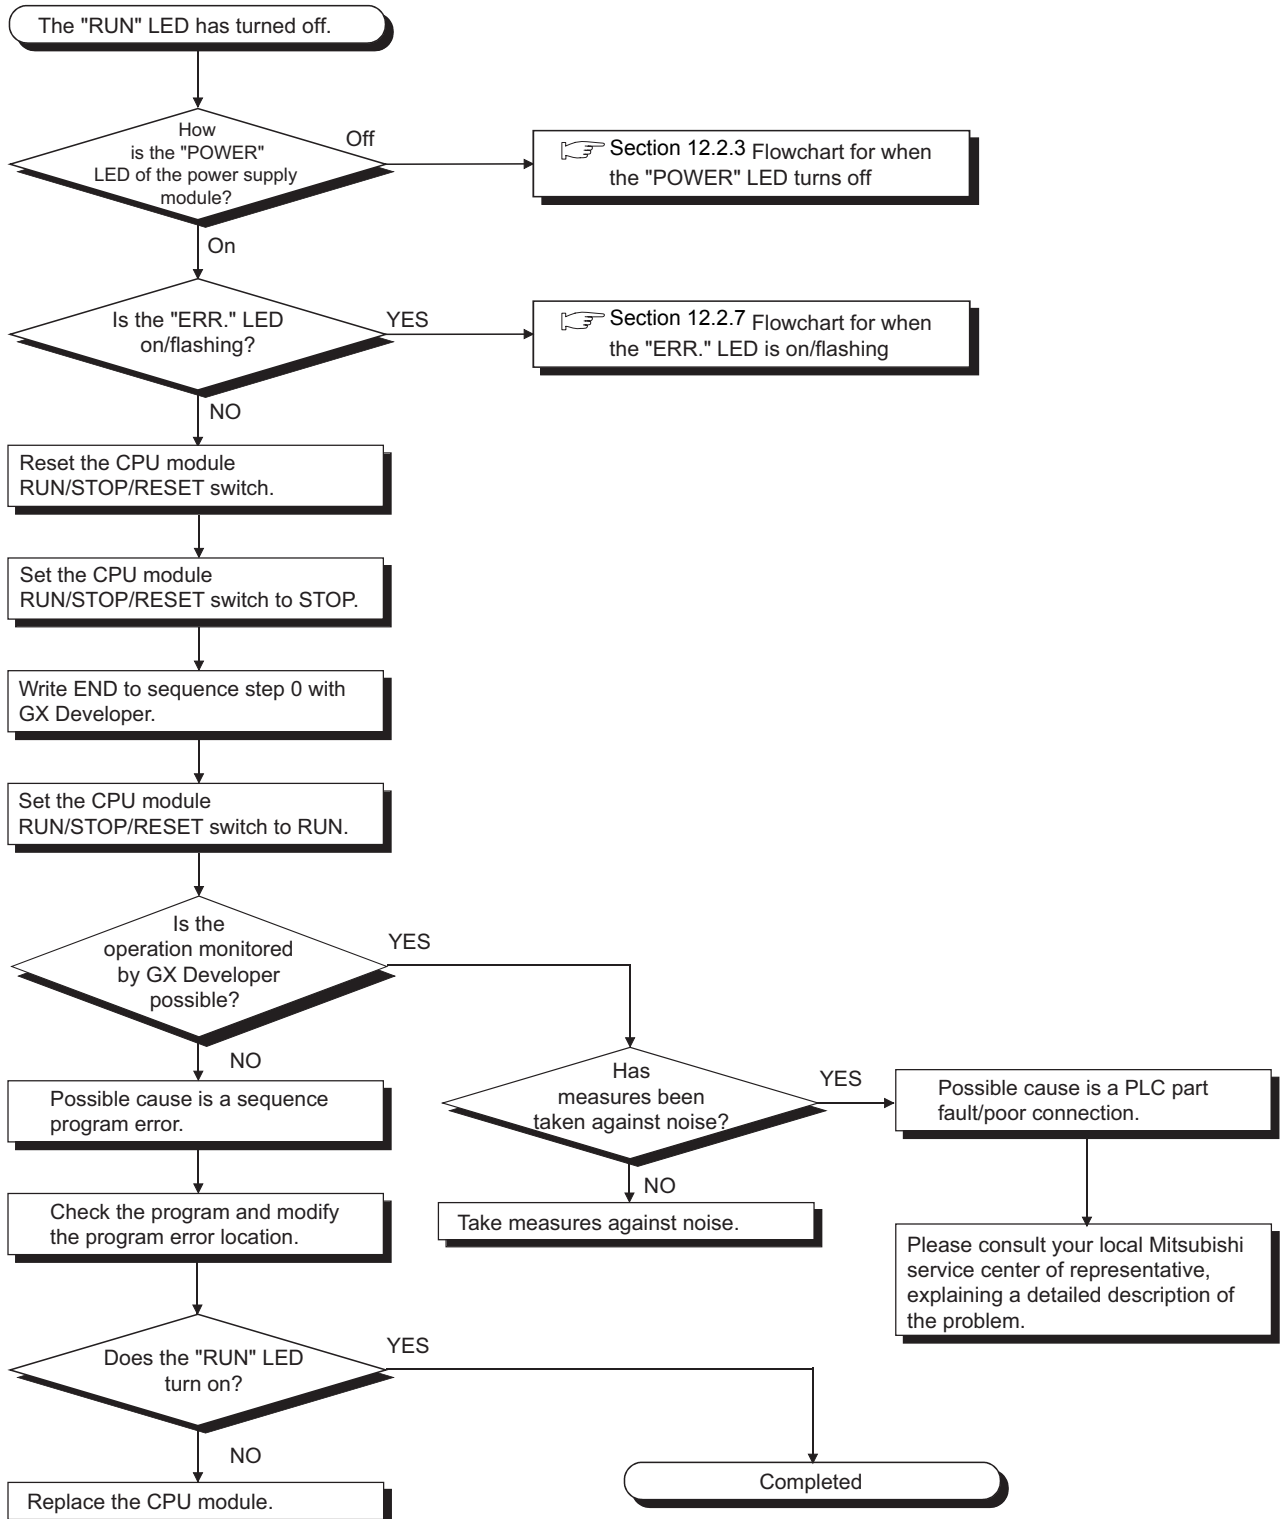 The "RUN" LED has turned off.
How
is the "POWER"
LED of the power supply
module?
Off
Section 12.2.3 Flowchart for when
the "POWER" LED turns off
On
Is the "ERR." LED
on/flashing?
YES
Section 12.2.7 Flowchart for when
the "ERR." LED is on/flashing
NO
Reset the CPU module
RUN/STOP/RESET switch.
Set the CPU module
RUN/STOP/RESET switch to STOP.
Write END to sequence step 0 with
GX Developer.
Set the CPU module
RUN/STOP/RESET switch to RUN.
Is the
operation monitored
by GX Developer
possible?
YES
NO
Has
measures been
taken against noise?
YES
Possible cause is a PLC part
fault/poor connection.
NO
Take measures against noise.
Please consult your local Mitsubishi
service center of representative,
explaining a detailed description of
the problem.
Possible cause is a sequence
program error.
Check the program and modify
the program error location.
Does the "RUN" LED
turn on?
YES
NO
Completed
Replace the CPU module.